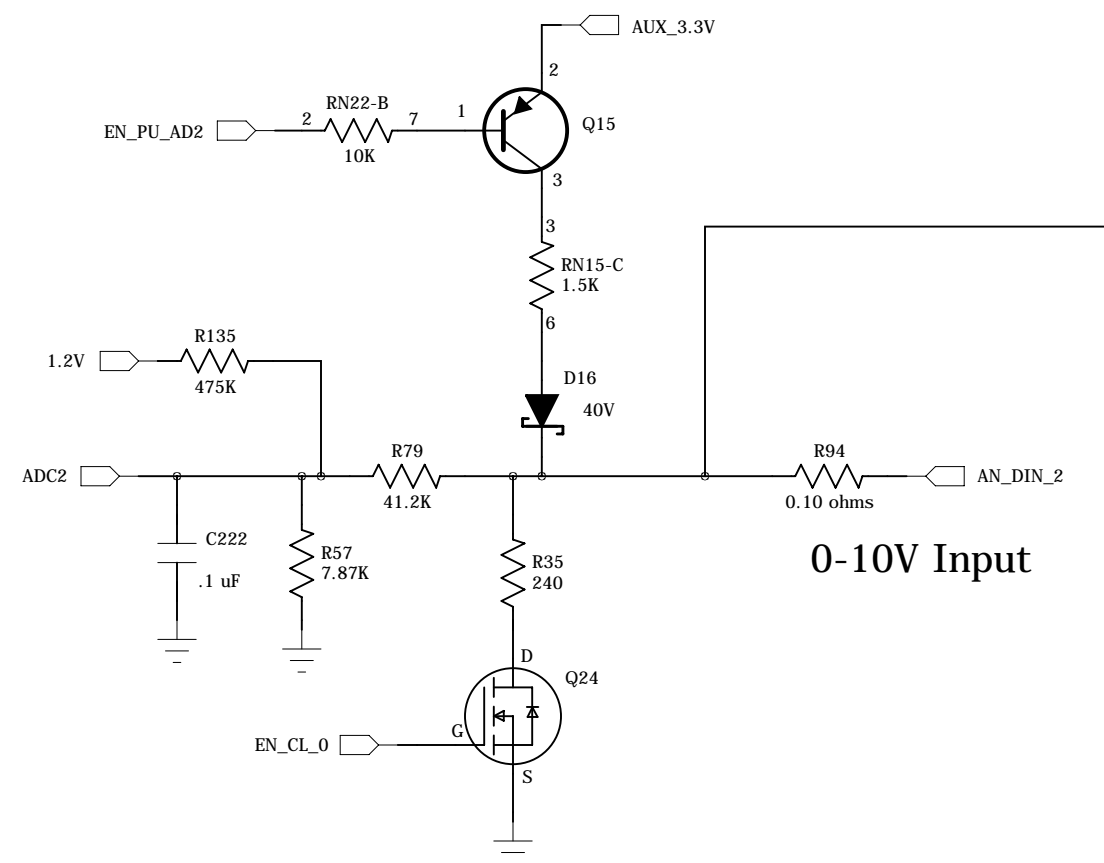 AUX_3.3V
2
RN22-B
EN_PU_AD2
2
7
1
Q15
10K
3
3
RN15-C
1.5K
6
R135
1.2V
475K
D16
40V
R79
R94
ADC2
AN_DIN_2
41.2K
0.10 ohms
C222
.1 uF
R57
7.87K
R35
240
0-10V Input
D
Q24
G
EN_CL_0
S